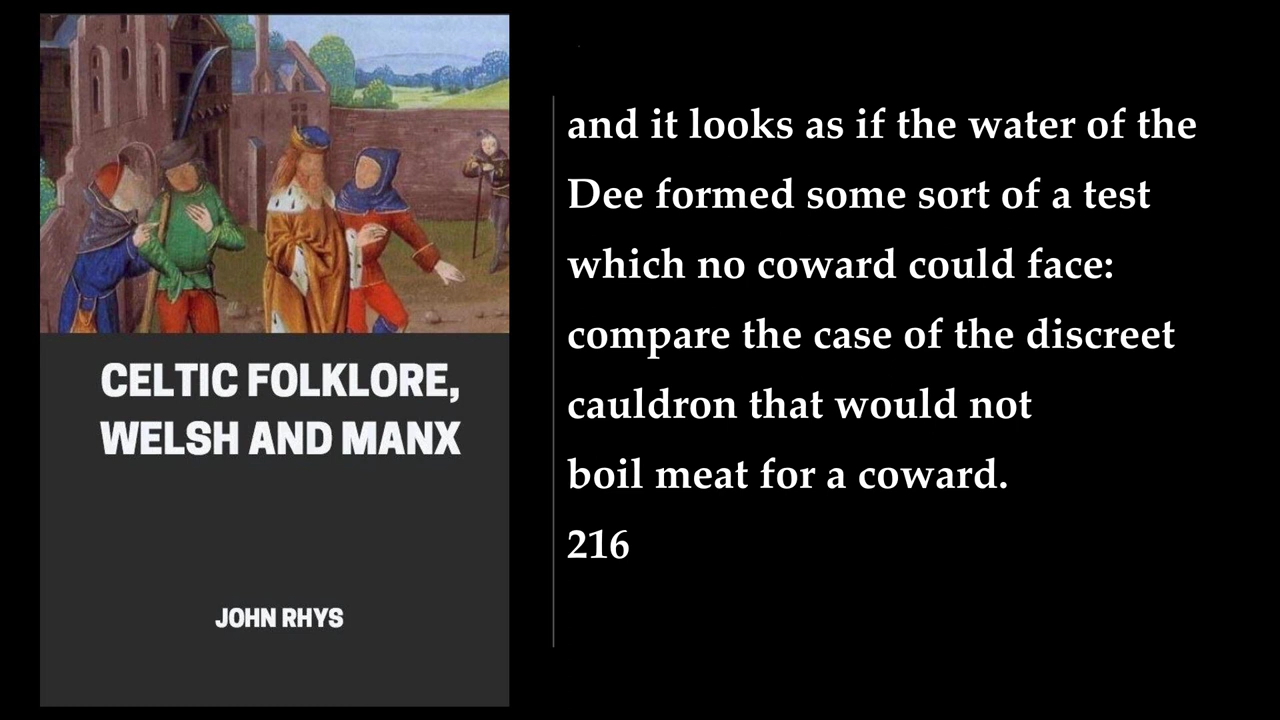 CELTIC FOLKLORE,
WELSH AND MANX
JOHN RHYS
and it looks as if the water of the
Dee formed some sort of a test
which no coward could face:
compare the case of the discreet
cauldron that would not
boil meat for a coward.
216